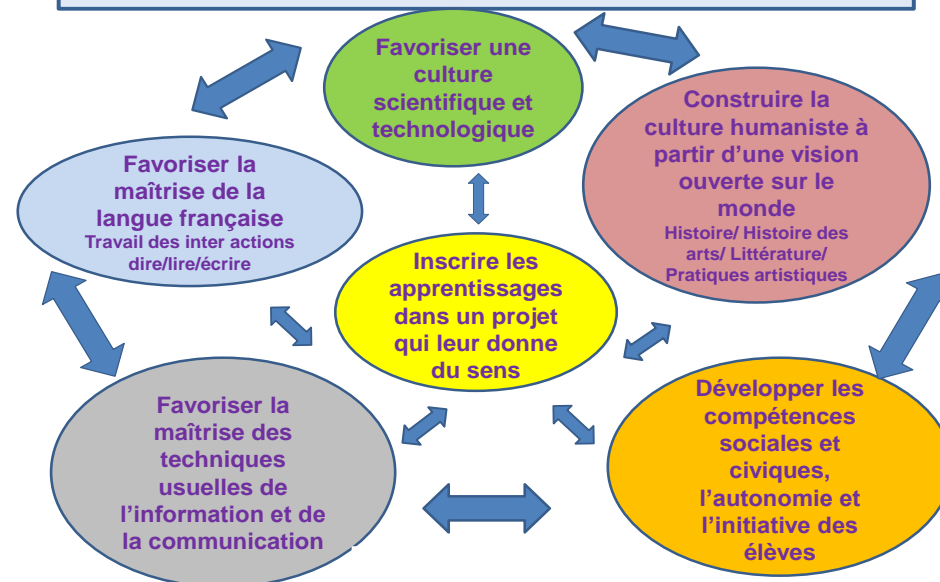 Favoriser une
culture
scientifique et
technologique
Construire la
culture humaniste à
partir d’une vision
ouverte sur le
monde
Histoire/ Histoire des
arts/ Littérature/
Pratiques artistiques
Favoriser la
maîtrise de la
langue française
Travail des inter actions
dire/lire/écrire
Inscrire les
apprentissages
dans un projet
qui leur donne
du sens
Favoriser la
maîtrise des
techniques
usuelles de
l’information et de
la communication
Développer les
compétences
sociales et
civiques,
l’autonomie et
l’initiative des
élèves